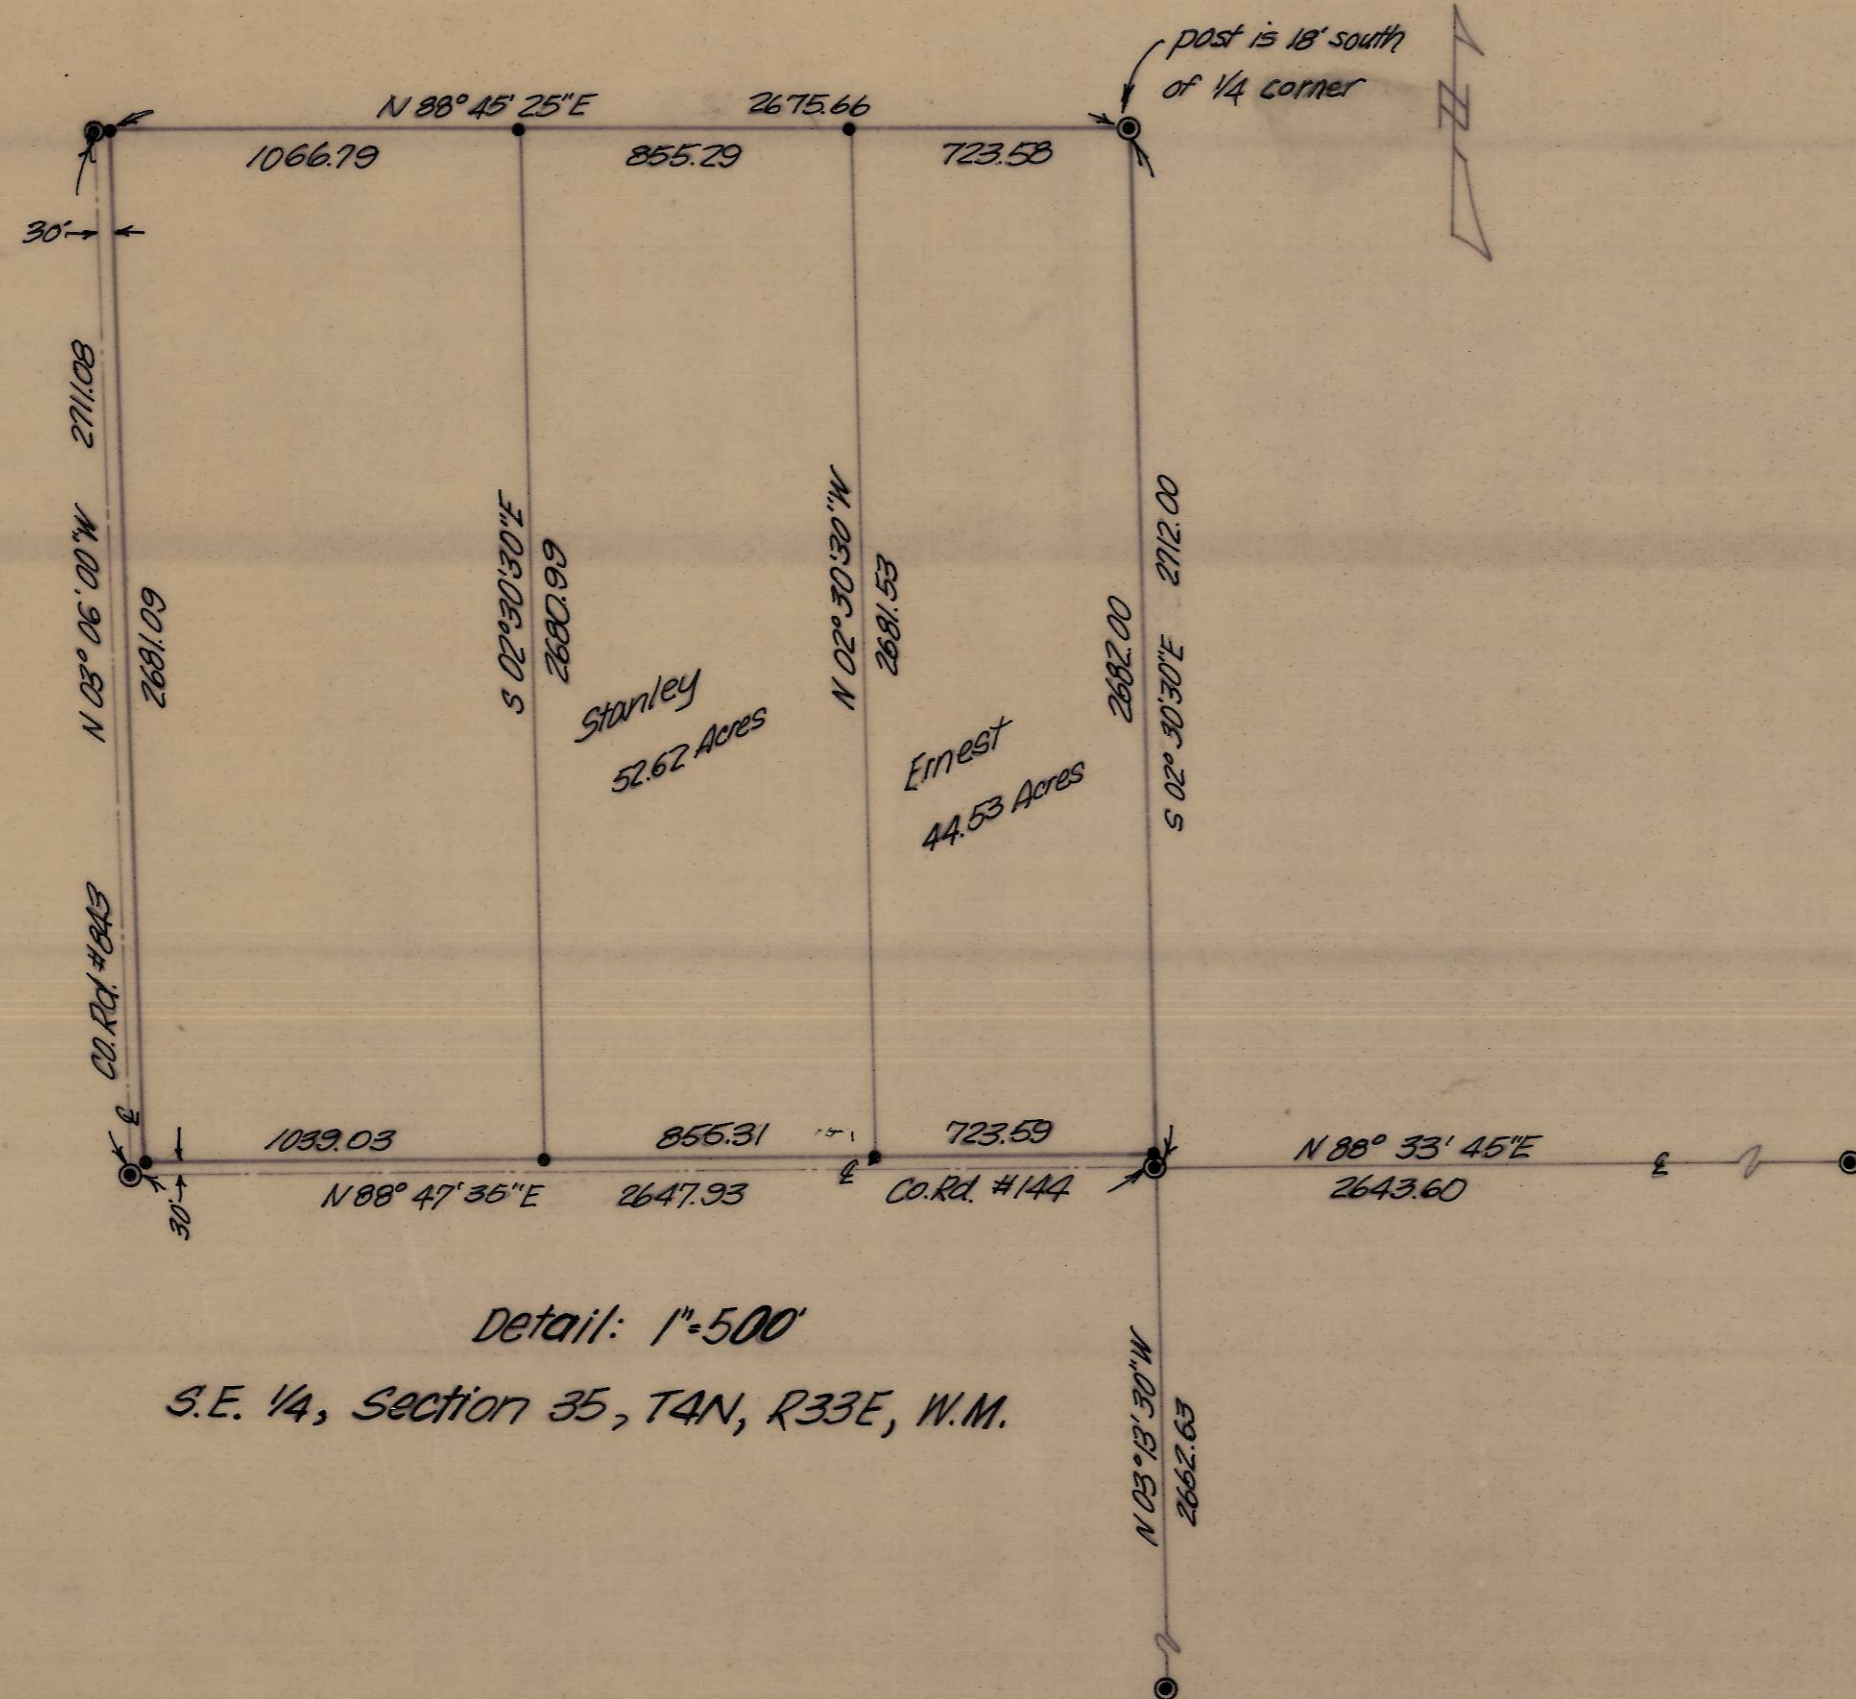 post is 18' south
of 1/4 corner
N 88° 45' 25"E 2675.66
1066.79 855.29 723.58
30'
N 03° 06' 00"W 2711.08
2681.09
S 02° 30' 30"E
2680.99
N 02° 30' 30"W
2681.53
2682.00
S 02° 30' 30"E 2712.00
Stanley
52.62 Acres
Ernest
44.53 Acres
CO. Rd. #843
℄
1039.03 855.31 723.59
N 88° 47' 35"E 2647.93 ℄ Co. Rd. #144
30'
N 88° 33' 45"E ℄
2643.60
Detail: 1"=500'
S.E. 1/4, Section 35, T4N, R33E, W.M.
N 03° 13' 30"W
2662.63